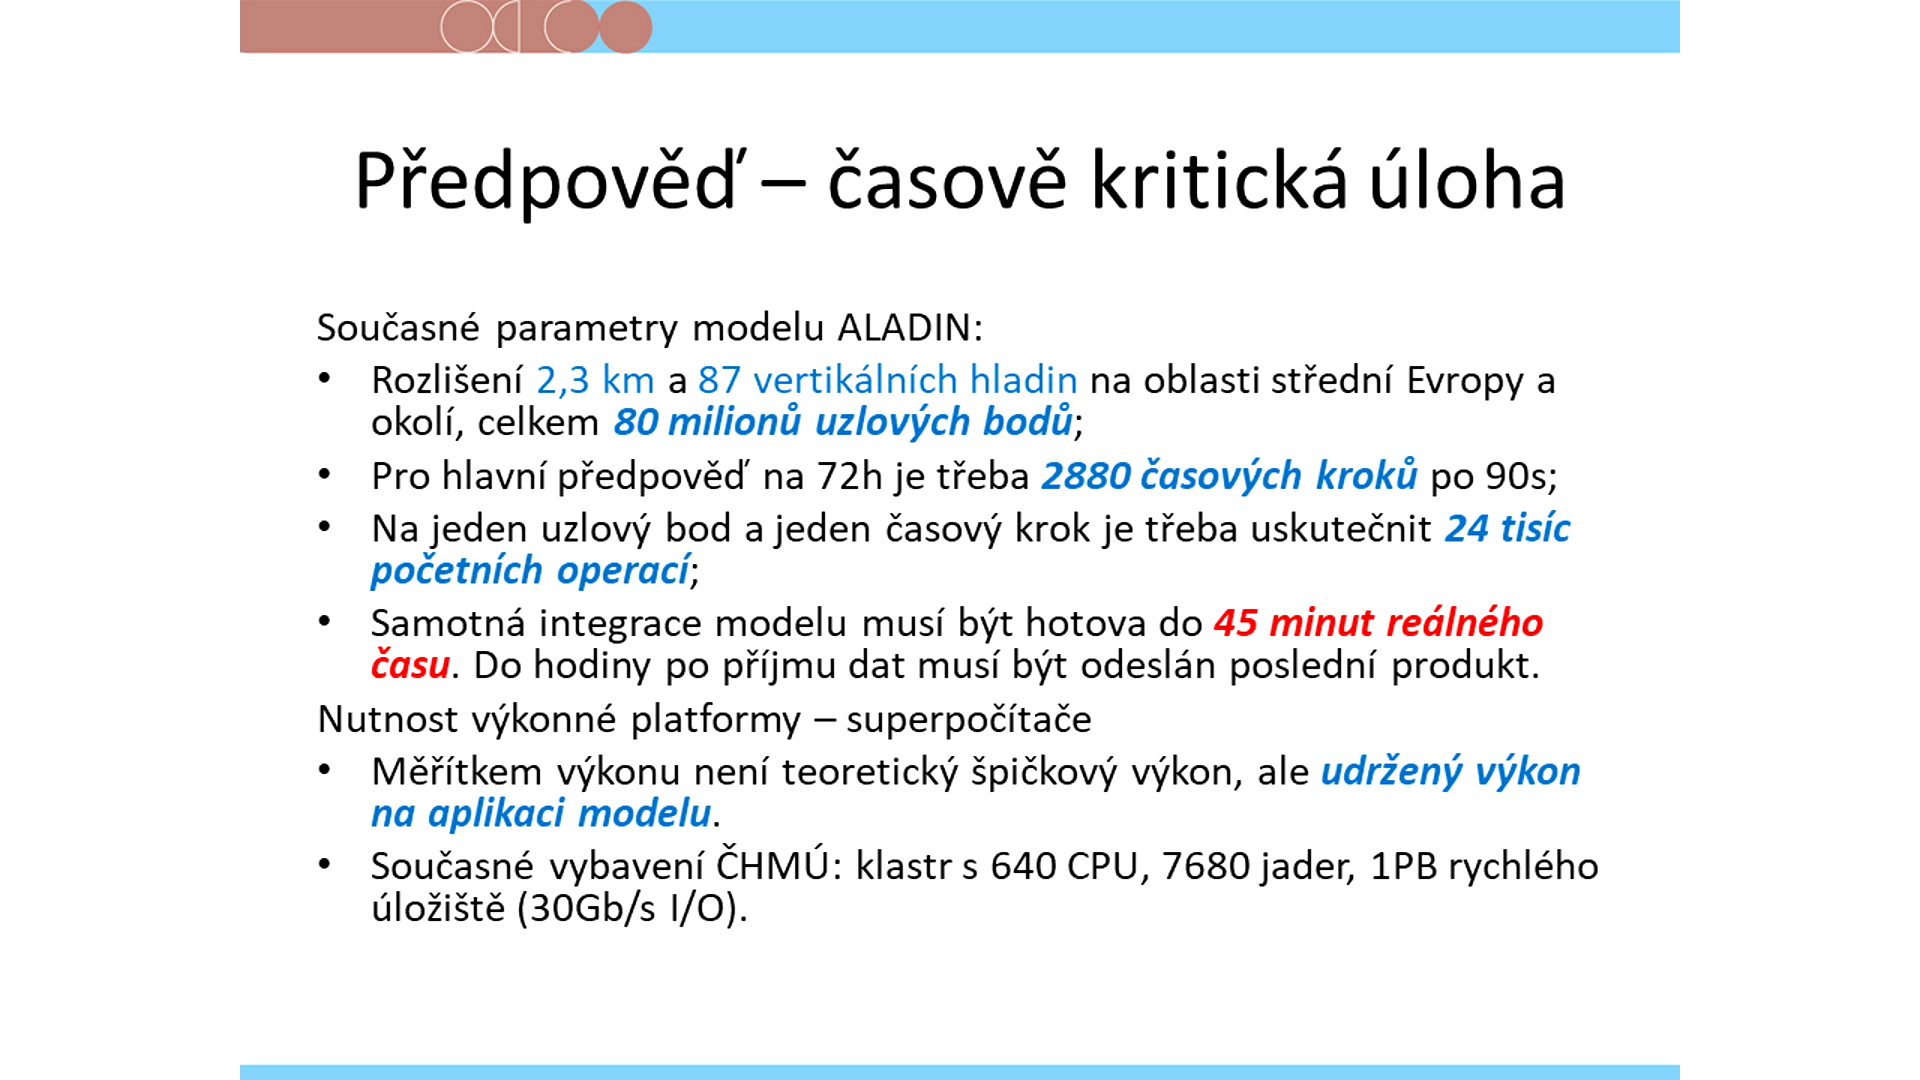 Předpověď – časově kritická úloha
Současné parametry modelu ALADIN:
• Rozlišení 2,3 km a 87 vertikálních hladin na oblasti střední Evropy a
okolí, celkem 80 milionů uzlových bodů;
• Pro hlavní předpověď na 72h je třeba 2880 časových kroků po 90s;
• Na jeden uzlový bod a jeden časový krok je třeba uskutečnit 24 tisíc
početních operací;
• Samotná integrace modelu musí být hotova do 45 minut reálného
času. Do hodiny po příjmu dat musí být odeslán poslední produkt.
Nutnost výkonné platformy – superpočítače
• Měřítkem výkonu není teoretický špičkový výkon, ale udržený výkon
na aplikaci modelu.
• Současné vybavení ČHMÚ: klastr s 640 CPU, 7680 jader, 1PB rychlého
úložiště (30Gb/s I/O).